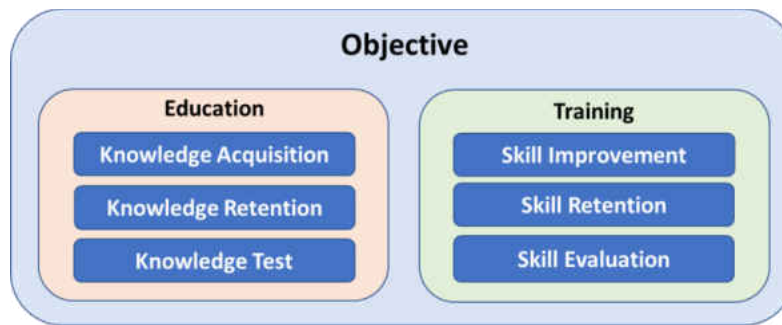 Objective
Education
Knowledge Acquisition
Knowledge Retention
Knowledge Test
Training
Skill Improvement
Skill Retention
Skill Evaluation